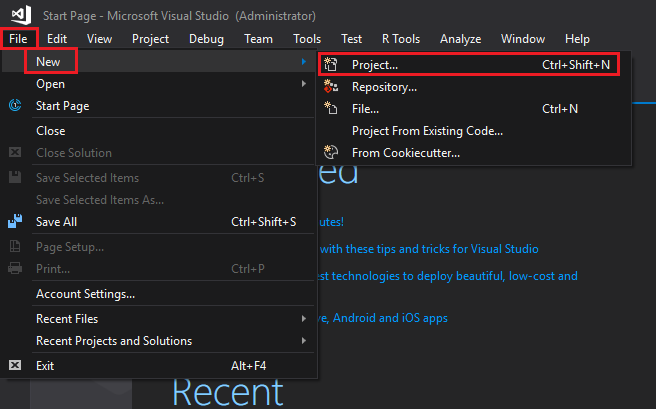 Start Page - Microsoft Visual Studio (Administrator)
File Edit View Project Debug Team Tools Test R Tools Analyze Window Help
New
Project... Ctrl+Shift+N
Open
Repository...
Start Page
File... Ctrl+N
Close
Project From Existing Code...
Close Solution
From Cookiecutter...
Save Selected Items Ctrl+S
ed
Save Selected Items As...
Save All Ctrl+Shift+S
utes!
Page Setup...
with these tips and tricks for Visual Studio
Print... Ctrl+P
est technologies to deploy beautiful, low-cost and
Account Settings...
Recent Files
e, Android and iOS apps
Recent Projects and Solutions
Exit Alt+F4
Recent